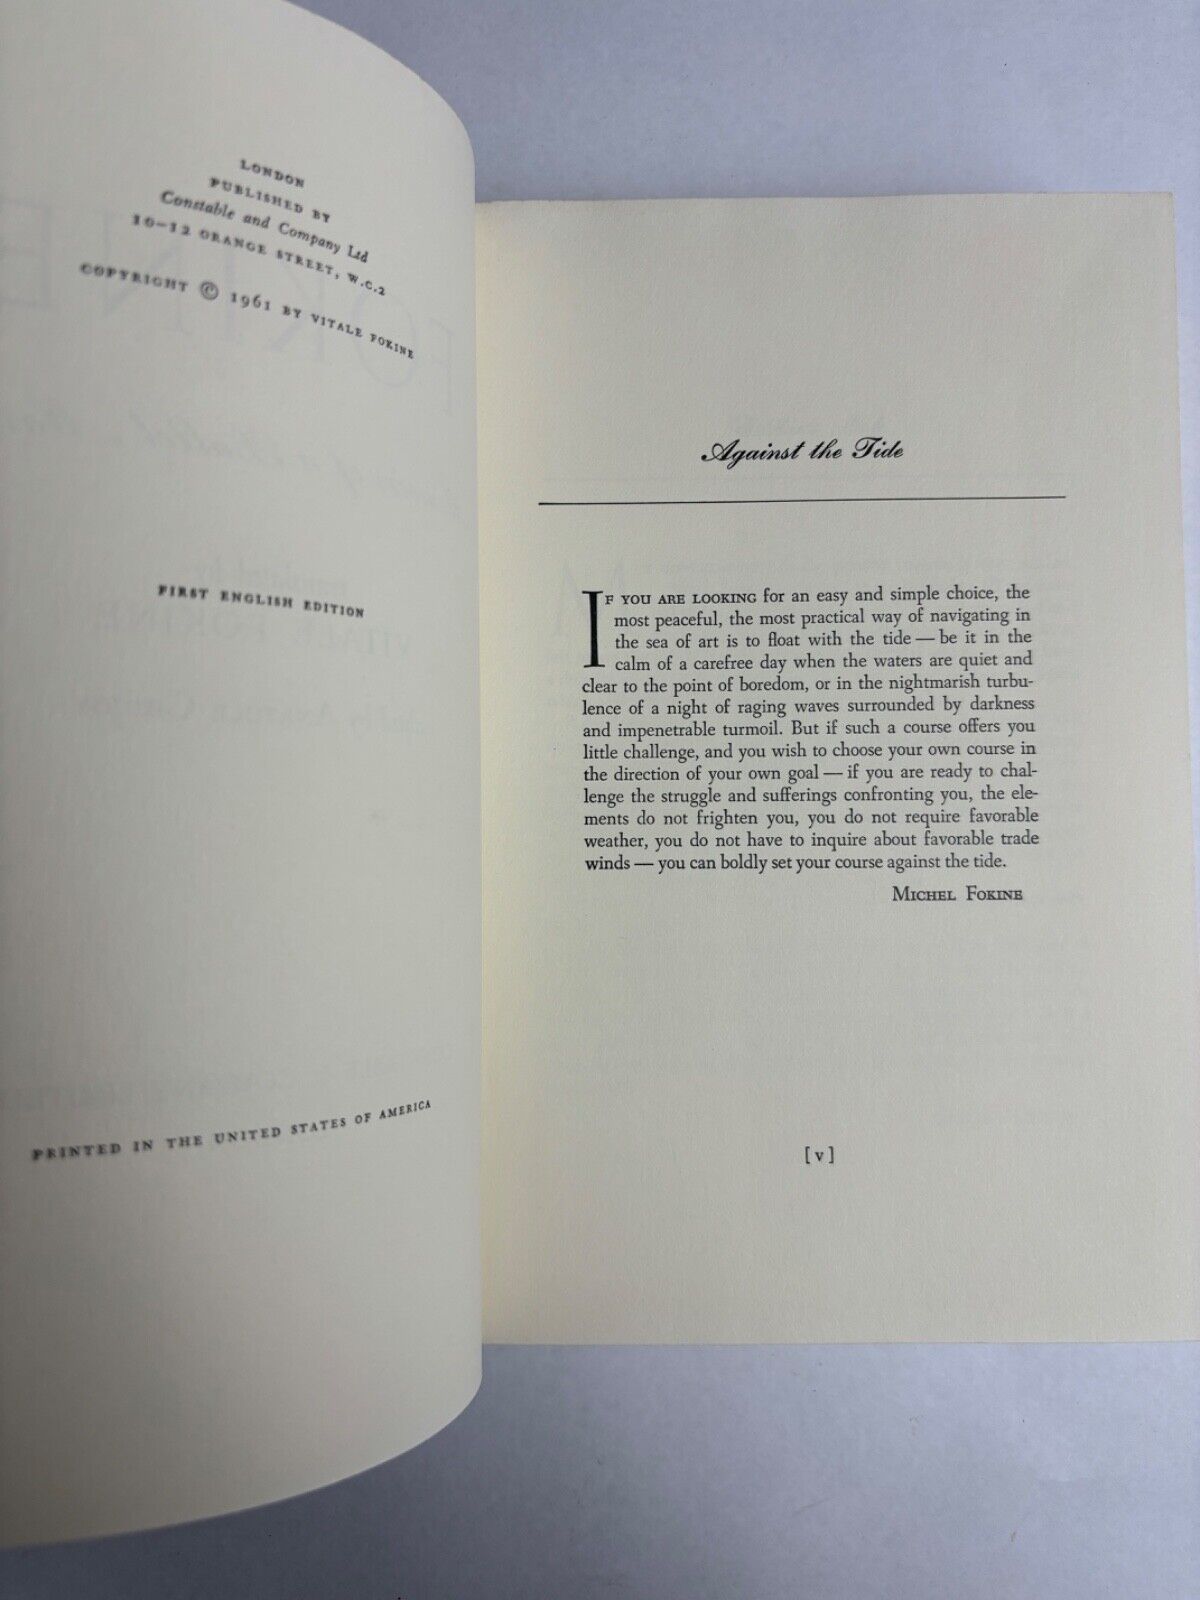 LONDON
PUBLISHED BY
Constable and Company Ltd
10–12 ORANGE STREET, W.C.2
COPYRIGHT © 1961 BY VITALE FOKINE
FIRST ENGLISH EDITION
PRINTED IN THE UNITED STATES OF AMERICA
Against the Tide
IF YOU ARE LOOKING for an easy and simple choice, the
most peaceful, the most practical way of navigating in
the sea of art is to float with the tide — be it in the
calm of a carefree day when the waters are quiet and
clear to the point of boredom, or in the nightmarish turbu-
lence of a night of raging waves surrounded by darkness
and impenetrable turmoil. But if such a course offers you
little challenge, and you wish to choose your own course in
the direction of your own goal — if you are ready to chal-
lenge the struggle and sufferings confronting you, the ele-
ments do not frighten you, you do not require favorable
weather, you do not have to inquire about favorable trade
winds — you can boldly set your course against the tide.
MICHEL FOKINE
[ v ]